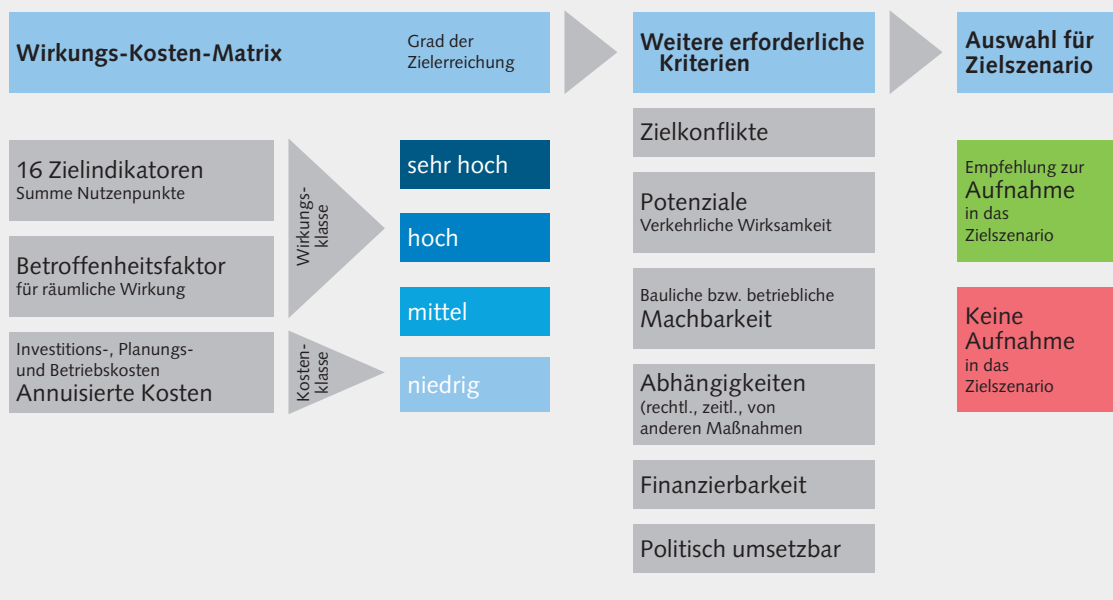 Wirkungs-Kosten-Matrix
Grad der
Zielerreichung
16 Zielindikatoren
Summe Nutzenpunkte
Betroffenheitsfaktor
für räumliche Wirkung
Investitions-, Planungs-
und Betriebskosten
Annuisierte Kosten
Wirkungs-
klasse
Kosten-
klasse
sehr hoch
hoch
mittel
niedrig
Weitere erforderliche
Kriterien
Zielkonflikte
Potenziale
Verkehrliche Wirksamkeit
Bauliche bzw. betriebliche
Machbarkeit
Abhängigkeiten
(rechtl., zeitl., von
anderen Maßnahmen
Finanzierbarkeit
Politisch umsetzbar
Auswahl für
Zielszenario
Empfehlung zur
Aufnahme
in das
Zielszenario
Keine
Aufnahme
in das
Zielszenario